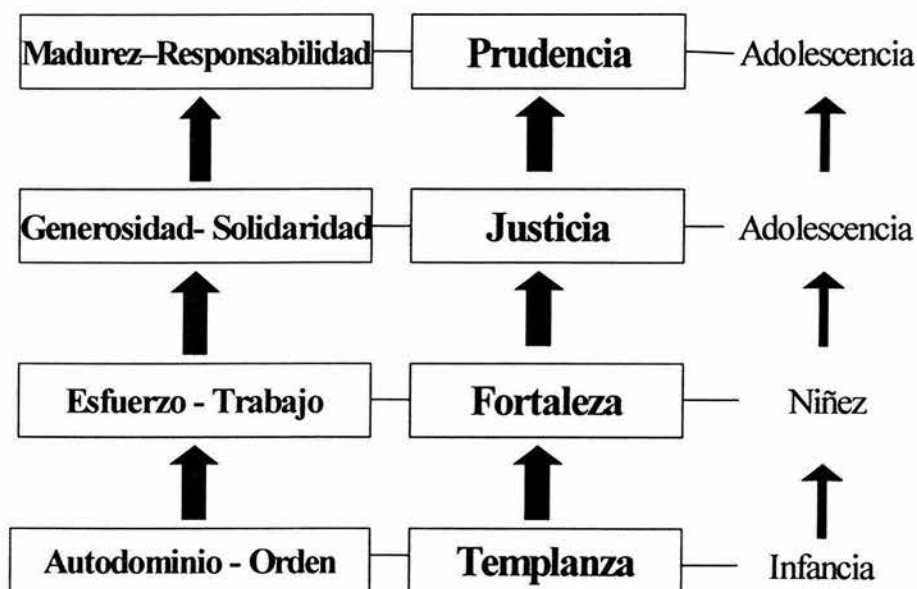 Madurez–Responsabilidad Prudencia Adolescencia
Generosidad- Solidaridad Justicia Adolescencia
Esfuerzo - Trabajo Fortaleza Niñez
Autodominio - Orden Templanza Infancia